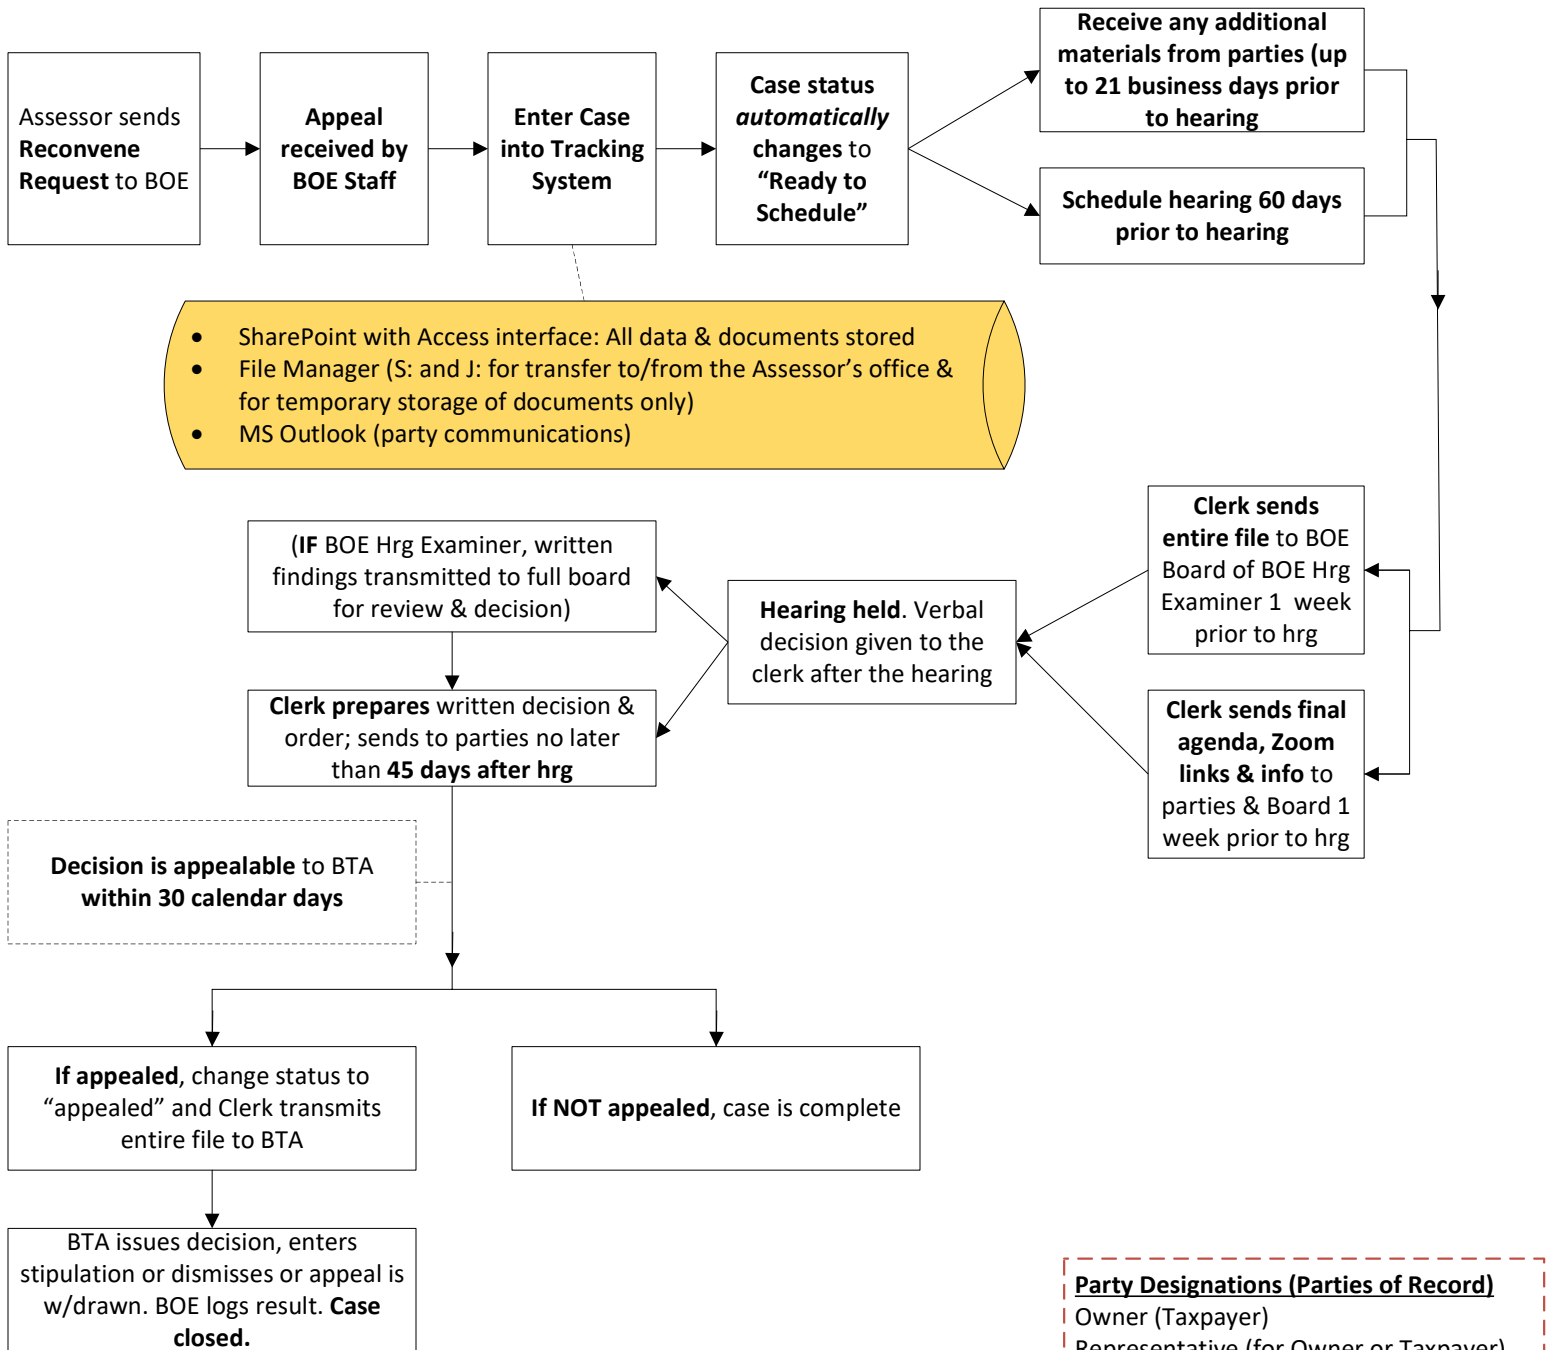 Assessor sends
Reconvene
Request to BOE
Appeal
received by
BOE Staff
Enter Case
into Tracking
System
Case status
automatically
changes to
“Ready to
Schedule”
Receive any additional
materials from parties (up
to 21 business days prior
to hearing
Schedule hearing 60 days
prior to hearing
• SharePoint with Access interface: All data & documents stored
• File Manager (S: and J: for transfer to/from the Assessor’s office &
for temporary storage of documents only)
• MS Outlook (party communications)
Clerk sends
entire file to BOE
Board of BOE Hrg
Examiner 1 week
prior to hrg
Clerk sends final
agenda, Zoom
links & info to
parties & Board 1
week prior to hrg
Hearing held. Verbal
decision given to the
clerk after the hearing
(IF BOE Hrg Examiner, written
findings transmitted to full board
for review & decision)
Clerk prepares written decision &
order; sends to parties no later
than 45 days after hrg
Decision is appealable to BTA
within 30 calendar days
If appealed, change status to
“appealed” and Clerk transmits
entire file to BTA
If NOT appealed, case is complete
BTA issues decision, enters
stipulation or dismisses or appeal is
w/drawn. BOE logs result. Case
closed.
Party Designations (Parties of Record)
Owner (Taxpayer)
Representative (for Owner or Taxpayer)